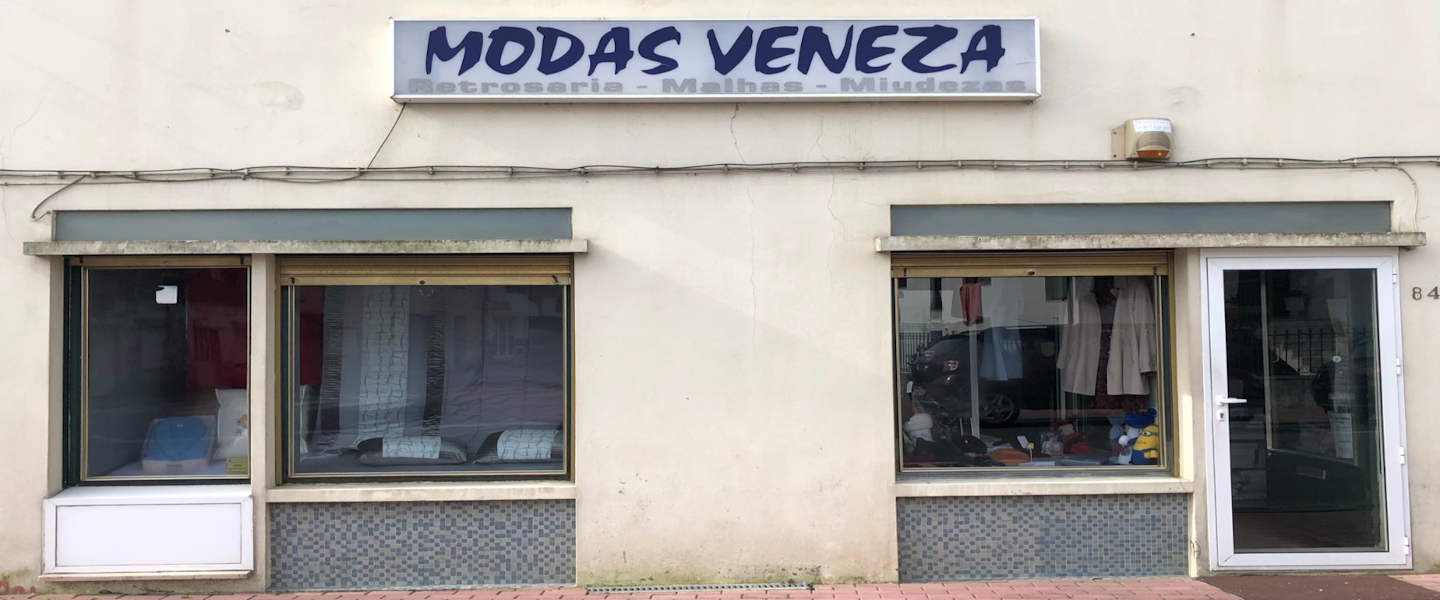 MODAS VENEZA
Retrosaria - Malhas - Miudezas
84